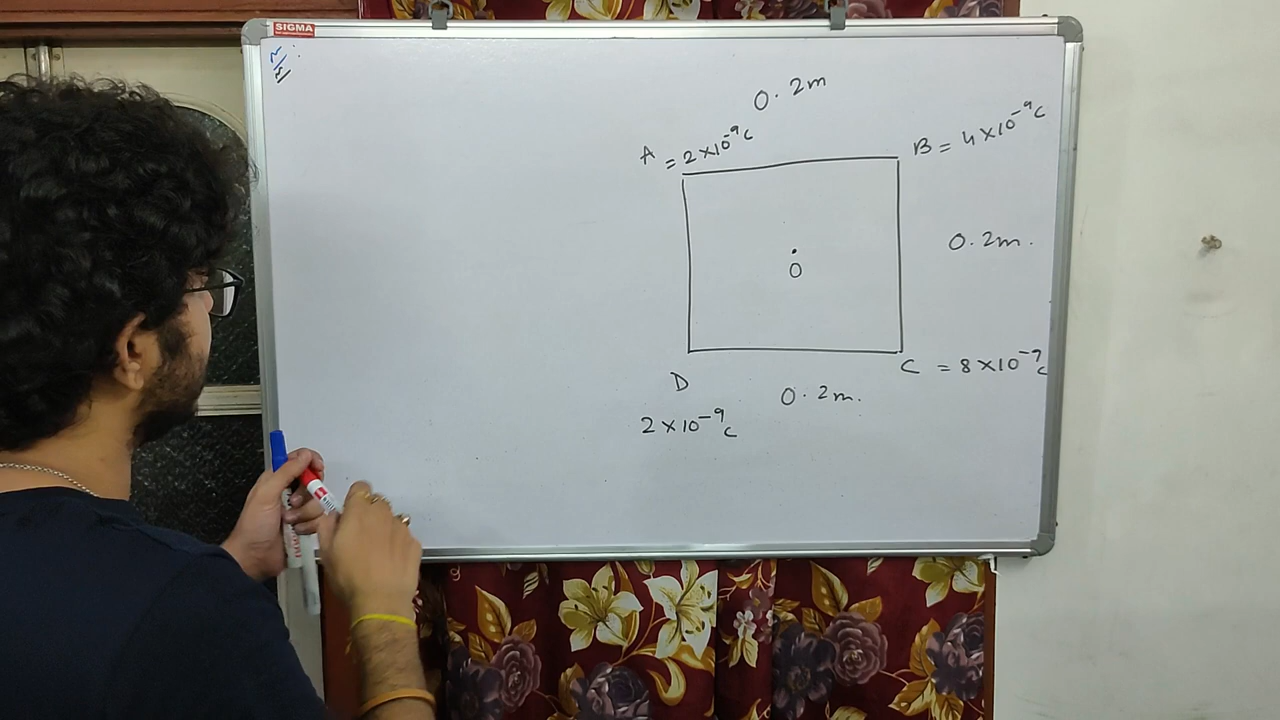 SIGMA
0.2m
A = 2×10⁻⁹c
B = 4×10⁻⁹c
0.2m.
O
C = 8×10⁻⁹c
D
0.2m.
2×10⁻⁹c